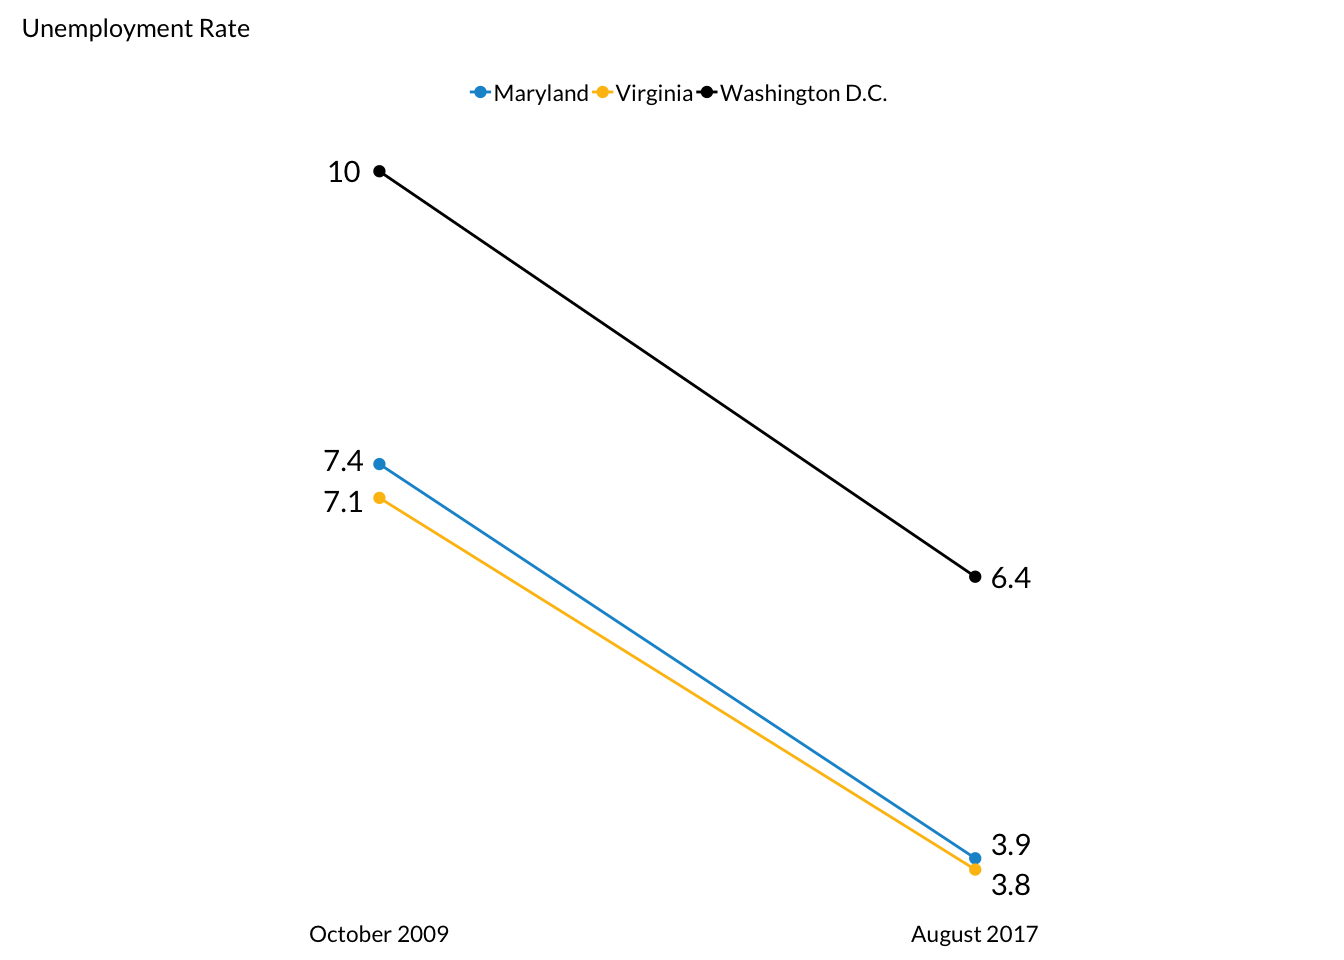 Unemployment Rate
Maryland Virginia Washington D.C.
10
7.4
7.1
6.4
3.9
3.8
October 2009 August 2017